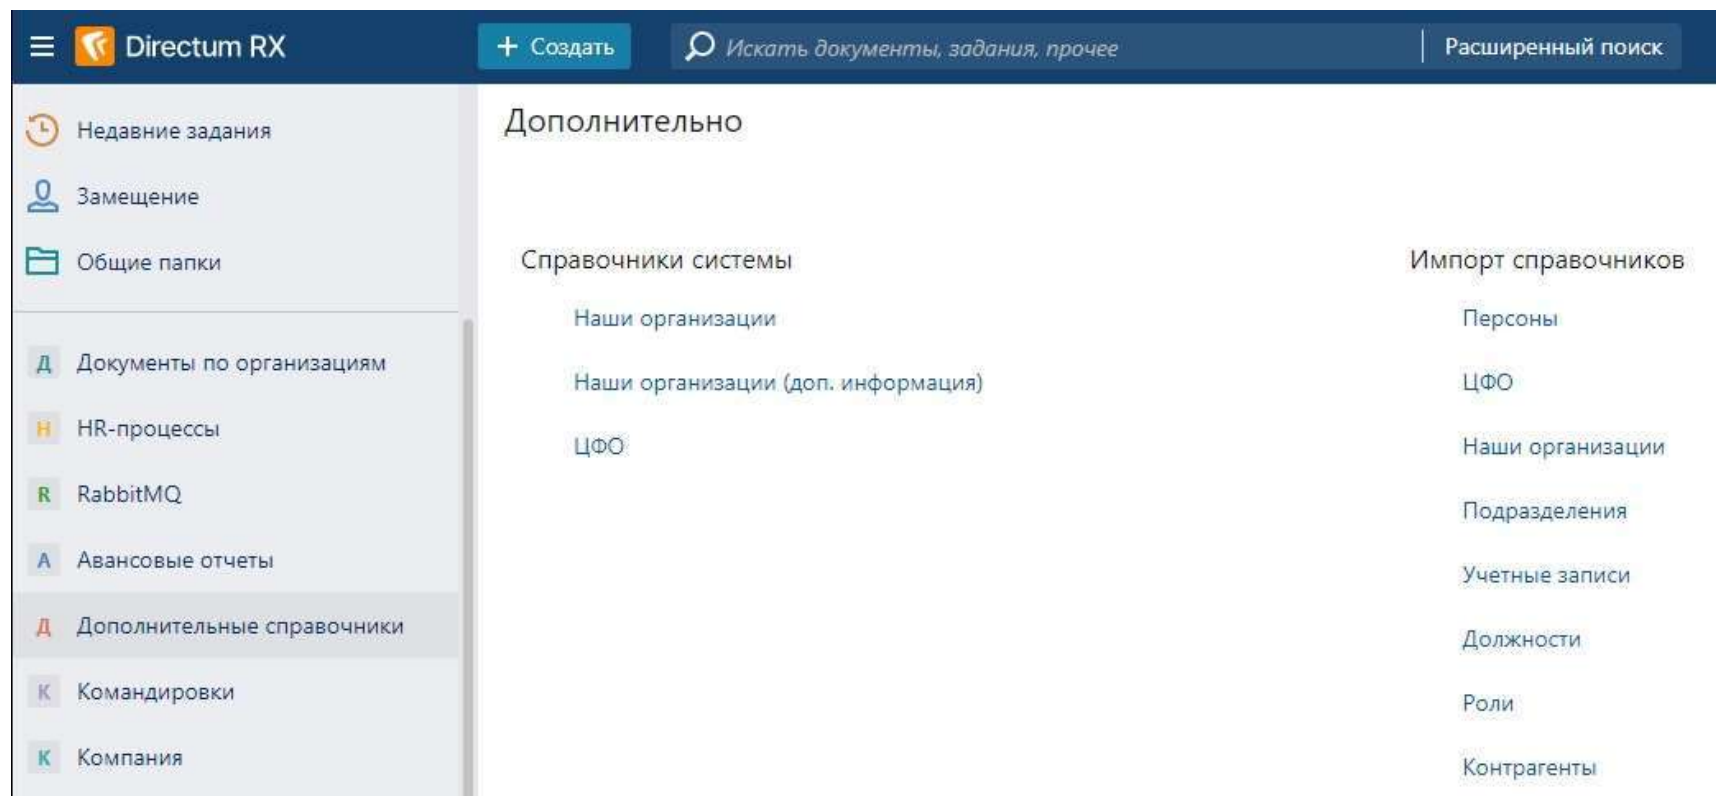 Directum RX
+ Создать
Искать документы, задания, прочее
Расширенный поиск
Недавние задания
Замещение
Общие папки
Д Документы по организациям
H HR-процессы
R RabbitMQ
А Авансовые отчеты
Д Дополнительные справочники
К Командировки
К Компания
Дополнительно
Справочники системы
Наши организации
Наши организации (доп. информация)
ЦФО
Импорт справочников
Персоны
ЦФО
Наши организации
Подразделения
Учетные записи
Должности
Роли
Контрагенты